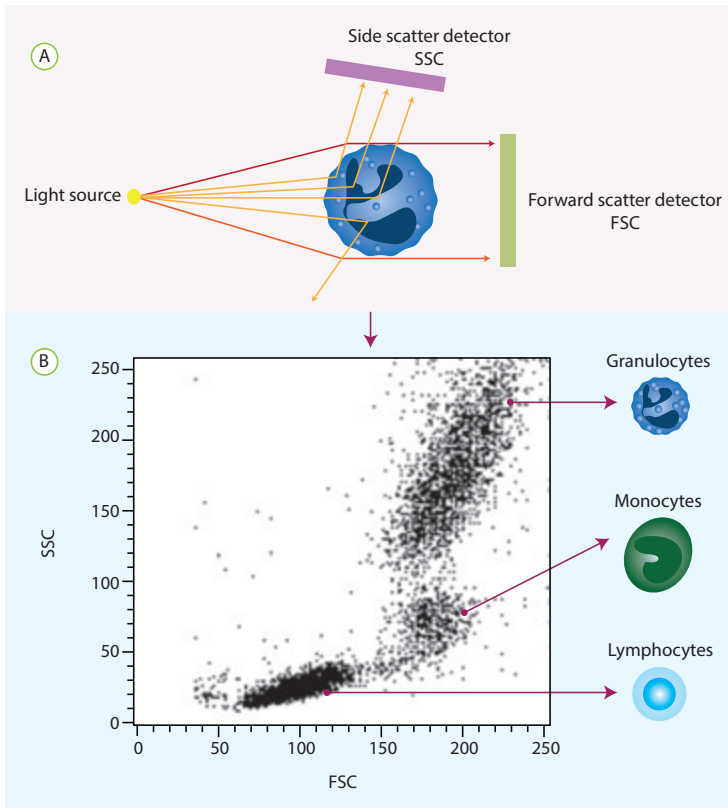 A
Side scatter detector
SSC
Light source
Forward scatter detector
FSC
B
250
200
150
100
50
0
SSC
0 50 100 150 200 250
FSC
Granulocytes
Monocytes
Lymphocytes